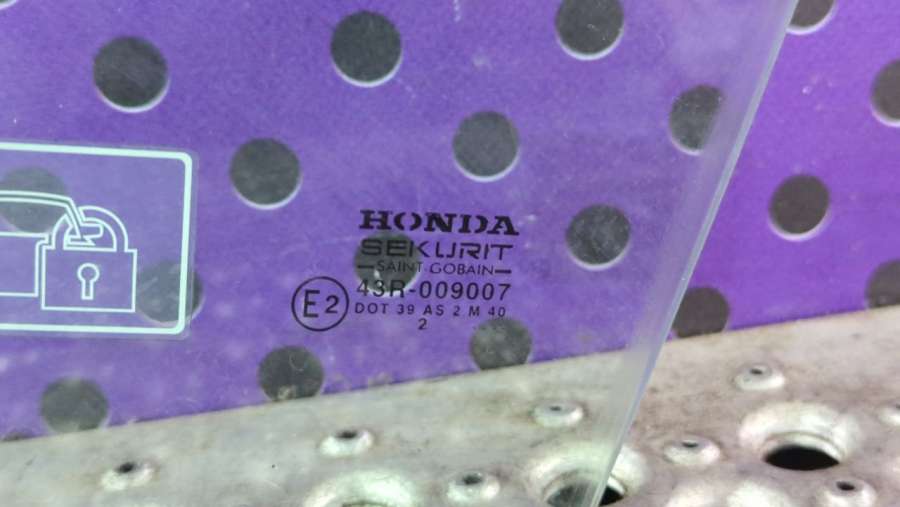 HONDA
SEKURIT
SAINT-GOBAIN
E2 43R-009007
DOT 39 AS 2 M 40
2